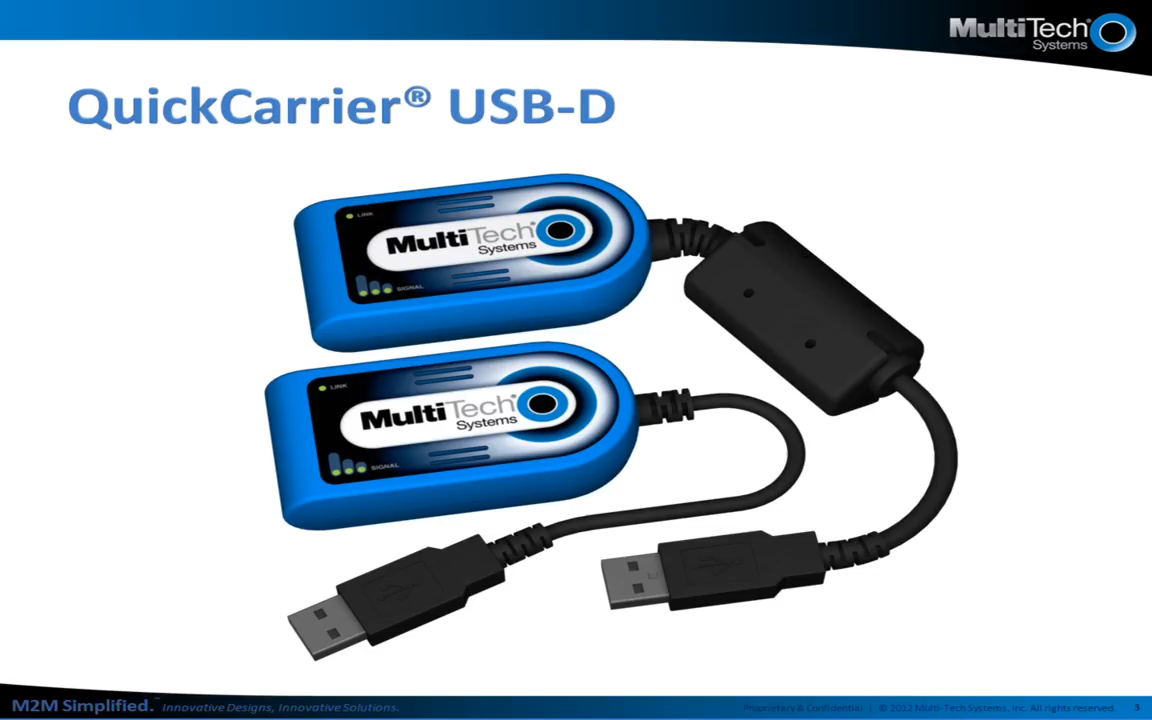 MultiTech®
Systems
QuickCarrier® USB-D
LINK
MultiTech®
Systems
SIGNAL
LINK
MultiTech®
Systems
SIGNAL
M2M Simplified.™ Innovative Designs, Innovative Solutions.
Proprietary & Confidential | © 2012 Multi-Tech Systems, Inc. All rights reserved. 3